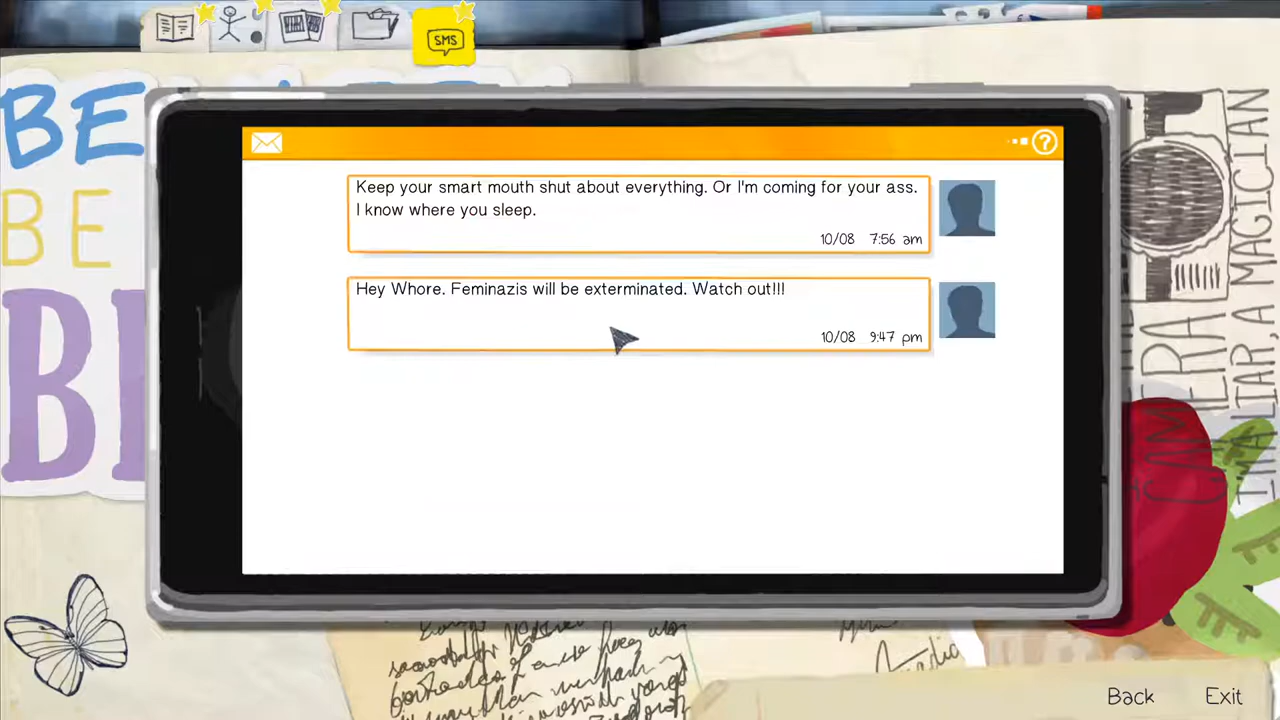 SMS
BE
BE
BE
?
Keep your smart mouth shut about everything. Or I'm coming for your ass.
I know where you sleep.
10/08 7:56 am
Hey Whore. Feminazis will be exterminated. Watch out!!!
10/08 9:47 pm
CAMERA
I'M A LIAR, A MAGICIAN
Back Exit